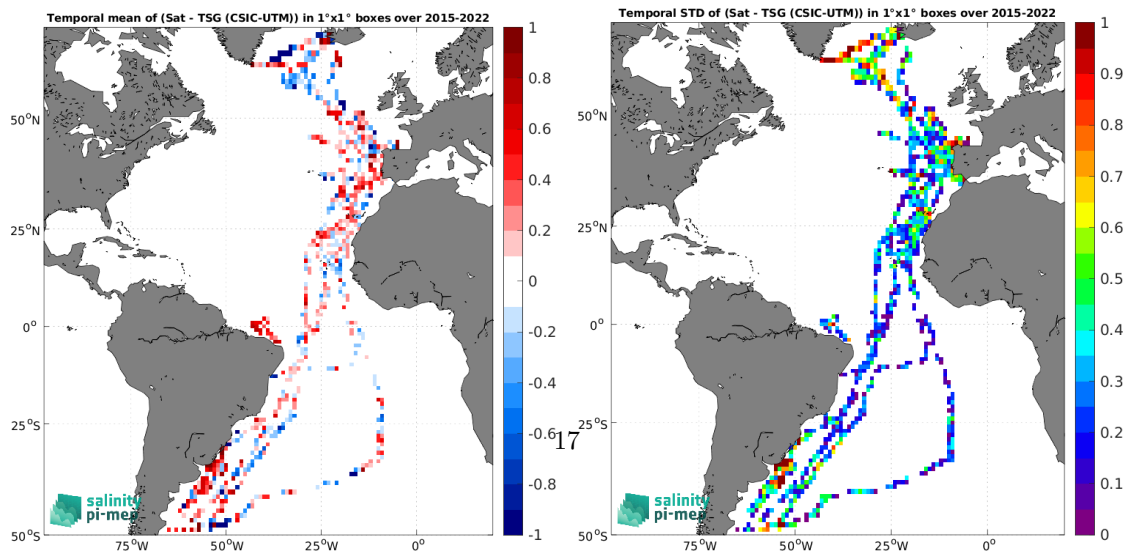 Temporal mean of (Sat - TSG (CSIC-UTM)) in 1°x1° boxes over 2015-2022
50°N
25°N
0°
25°S
50°S
75°W
50°W
25°W
0°
1
0.8
0.6
0.4
0.2
0
-0.2
-0.4
-0.6
-0.8
-1
salinity
pi-mep
17
Temporal STD of (Sat - TSG (CSIC-UTM)) in 1°x1° boxes over 2015-2022
50°N
25°N
0°
25°S
50°S
75°W
50°W
25°W
0°
1
0.9
0.8
0.7
0.6
0.5
0.4
0.3
0.2
0.1
0
salinity
pi-mep